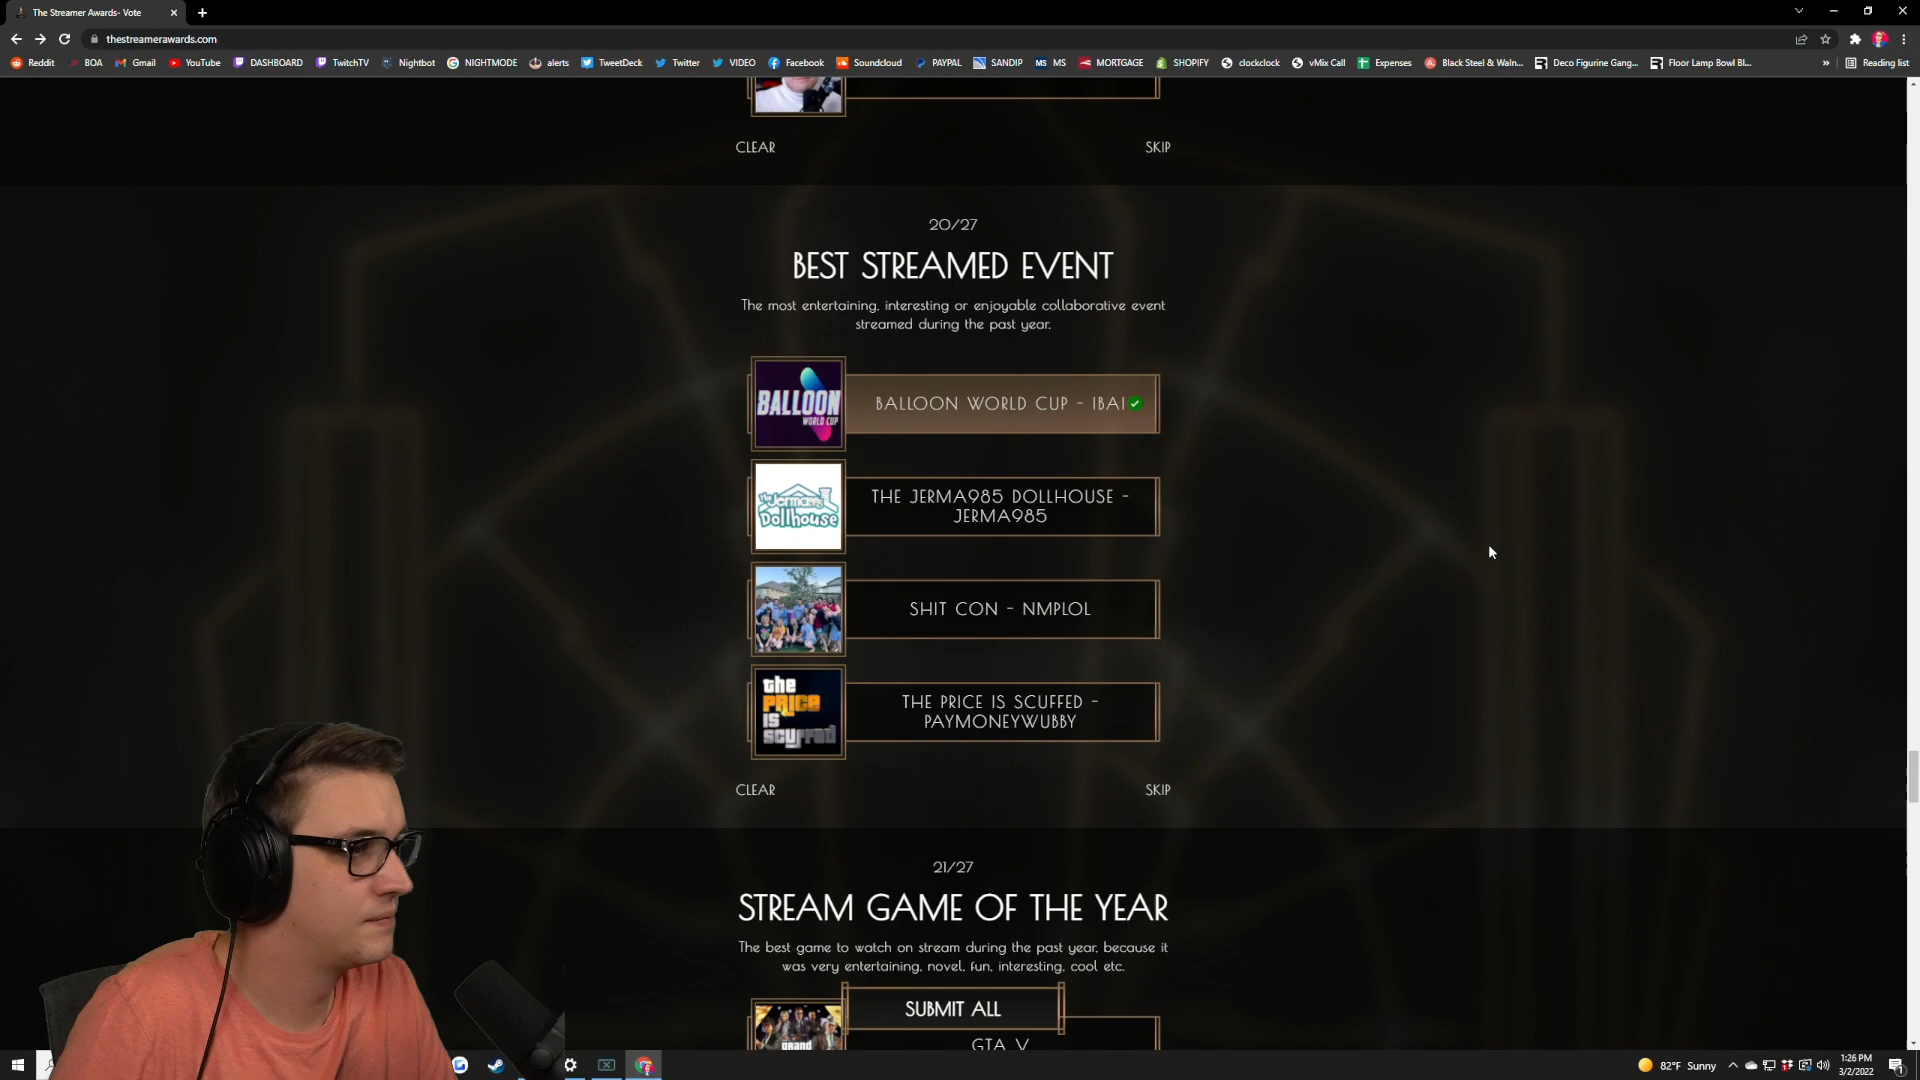 The Streamer Awards- Vote
thestreamerawards.com
Reddit BOA Gmail YouTube DASHBOARD TwitchTV Nightbot NIGHTMODE alerts TweetDeck Twitter VIDEO Facebook Soundcloud PAYPAL SANDIP MS MS MORTGAGE SHOPIFY clockclock vMix Call Expenses Black Steel & Waln... Deco Figurine Gang... Floor Lamp Bowl Bl... » Reading list
CLEAR SKIP
20/27
BEST STREAMED EVENT
The most entertaining, interesting or enjoyable collaborative event
streamed during the past year.
BALLOON
WORLD CUP
BALLOON WORLD CUP - IBAI
The Jerma985
Dollhouse
THE JERMA985 DOLLHOUSE -
JERMA985
SHIT CON - NMPLOL
the
PRICE
is
scuffed
THE PRICE IS SCUFFED -
PAYMONEYWUBBY
CLEAR SKIP
21/27
STREAM GAME OF THE YEAR
The best game to watch on stream during the past year, because it
was very entertaining, novel, fun, interesting, cool etc.
SUBMIT ALL
GRAND
GTA V
82°F Sunny
1:26 PM
3/2/2022
1